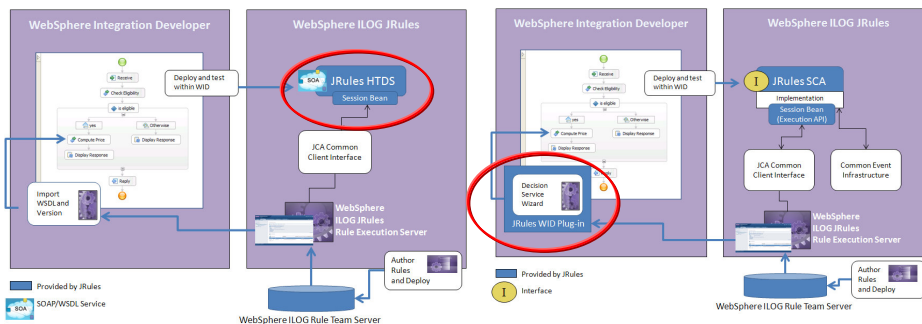 WebSphere Integration Developer
WebSphere ILOG JRules
Receive
Check Eligibility
is eligible
yes
Otherwise
Compute Price
Display Response
Display Response
Reply
Deploy and test
within WID
SOA
JRules HTDS
Session Bean
JCA Common
Client Interface
Import
WSDLand
Version
WebSphere
ILOG JRules
Rule Execution Server
Author
Rules
and Deploy
Provided by JRules
SOA
SOAP/WSDL Service
WebSphere ILOG Rule Team Server
WebSphere Integration Developer
WebSphere ILOG JRules
Receive
Check Eligibility
is eligible
yes
Otherwise
Compute Price
Display Response
Display Response
Reply
Deploy and test
within WID
I
JRules SCA
Implementation
Session Bean
(Execution API)
JCA Common
Client Interface
Common Event
Infrastructure
Decision
Service
Wizard
JRules WID Plug-in
WebSphere
ILOG JRules
Rule Execution Server
Author
Rules
and Deploy
Provided by JRules
I
Interface
WebSphere ILOG Rule Team Server